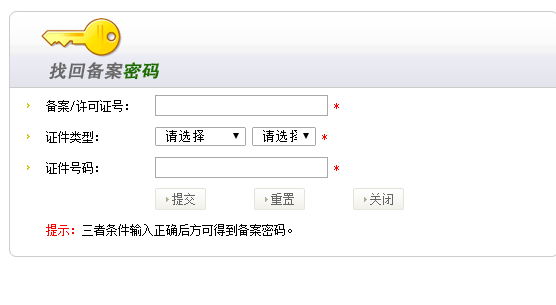 找回备案密码
备案/许可证号： *
证件类型： 请选择 请选择 *
证件号码： *
提交 重置 关闭
提示：三者条件输入正确后方可得到备案密码。